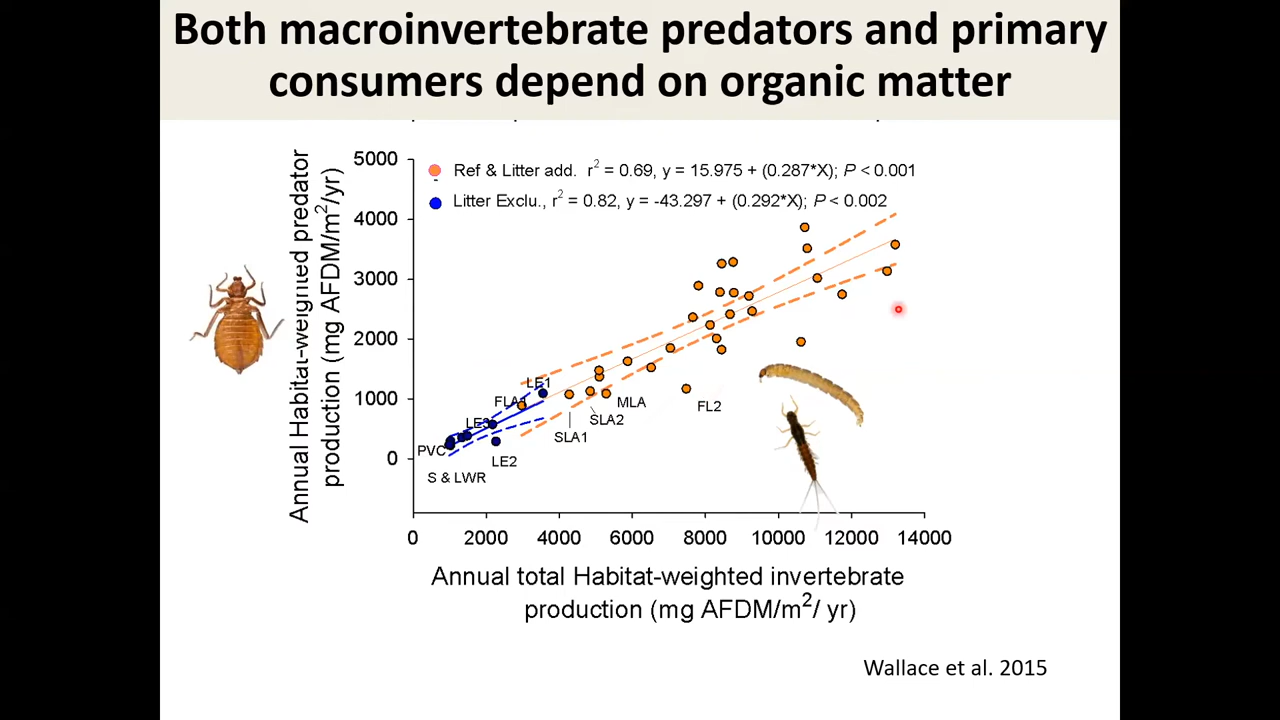 Both macroinvertebrate predators and primary
consumers depend on organic matter
Annual Habitat-weighted predator
production (mg AFDM/m2/yr)
5000
4000
3000
2000
1000
0
Ref & Litter add. r2 = 0.69, y = 15.975 + (0.287*X); P < 0.001
Litter Exclu., r2 = 0.82, y = -43.297 + (0.292*X); P < 0.002
LE1
FLA1
MLA
FL2
LE3
SLA2
SLA1
PVC
LE2
S & LWR
0 2000 4000 6000 8000 10000 12000 14000
Annual total Habitat-weighted invertebrate
production (mg AFDM/m2/ yr)
Wallace et al. 2015